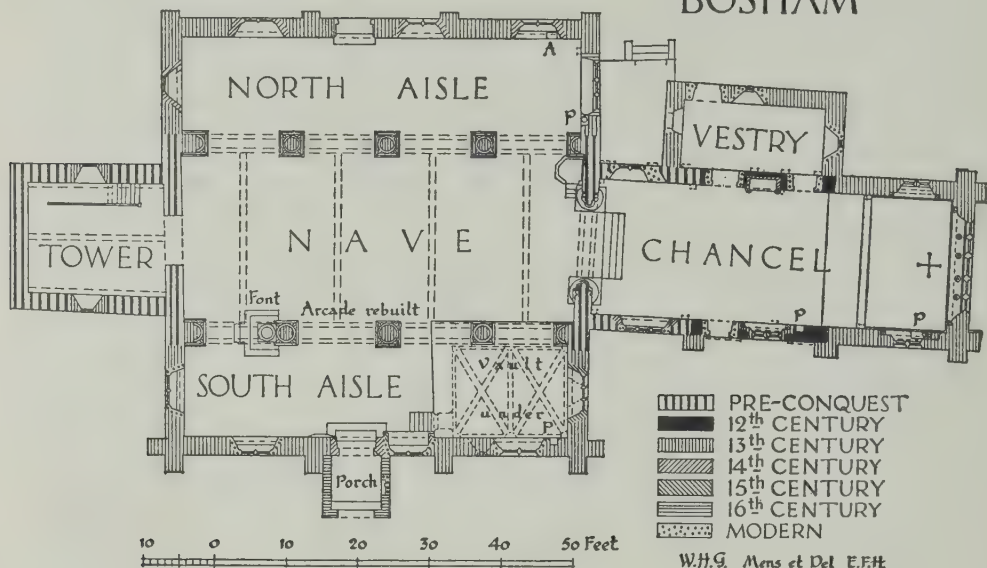 BOSHAM
A
NORTH AISLE
P
VESTRY
NAVE
CHANCEL
TOWER
Font
Arcade rebuilt
P
P
SOUTH AISLE
Vault
under
P
Porch
PRE-CONQUEST
12th CENTURY
13th CENTURY
14th CENTURY
15th CENTURY
16th CENTURY
MODERN
10 0 10 20 30 40 50 Feet
W.H.G. Mens et Del E.F.H.